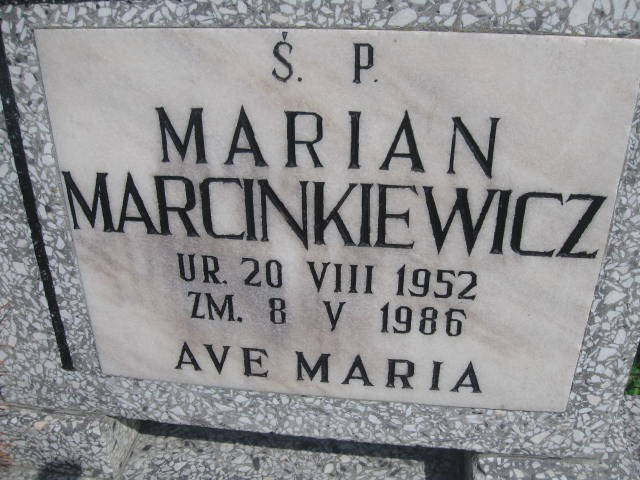 Ś. P.
MARIAN
MARCINKIEWICZ
UR. 20 VIII 1952
ZM. 8 V 1986
AVE MARIA